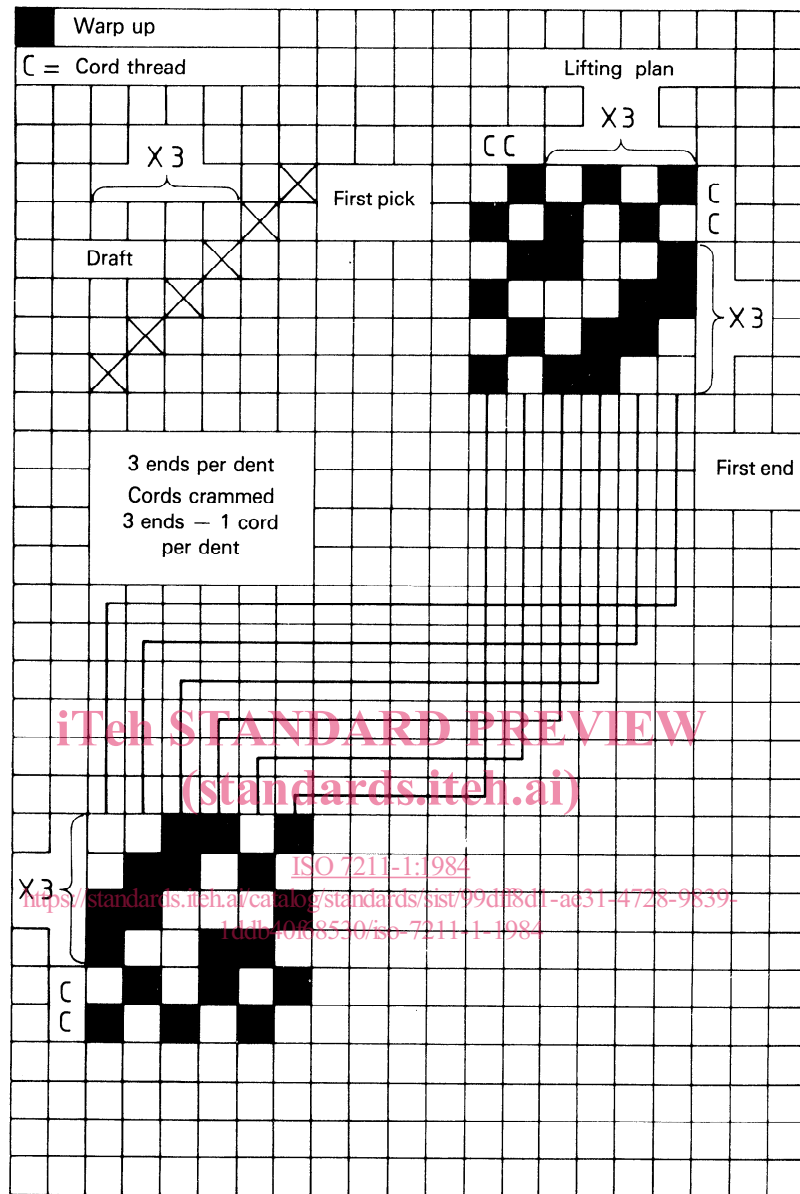 Warp up
C = Cord thread
Lifting plan
X 3
C C
X 3
First pick
C
C
Draft
X 3
3 ends per dent
Cords crammed
3 ends — 1 cord
per dent
First end
iTeh STANDARD PREVIEW
(standards.iteh.ai)
ISO 7211-1:1984
X 3
https://standards.iteh.ai/catalog/standards/sist/99dff8d1-ae31-4728-9839-
1ddb40f68530/iso-7211-1-1984
C
C